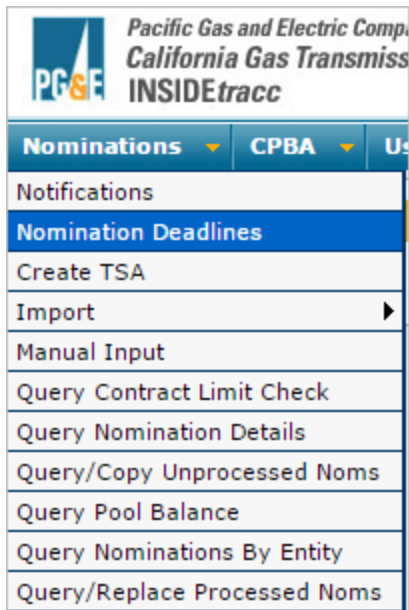 Pacific Gas and Electric
California Gas
INSIDEtracc
PG&E
Nominations CPBA
Notifications
Nomination Deadlines
Create TSA
Import
Manual Input
Query Contract Limit Check
Query Nomination Details
Query/Copy Unprocessed Noms
Query Pool Balance
Query Nominations By Entity
Query/Replace Processed Noms